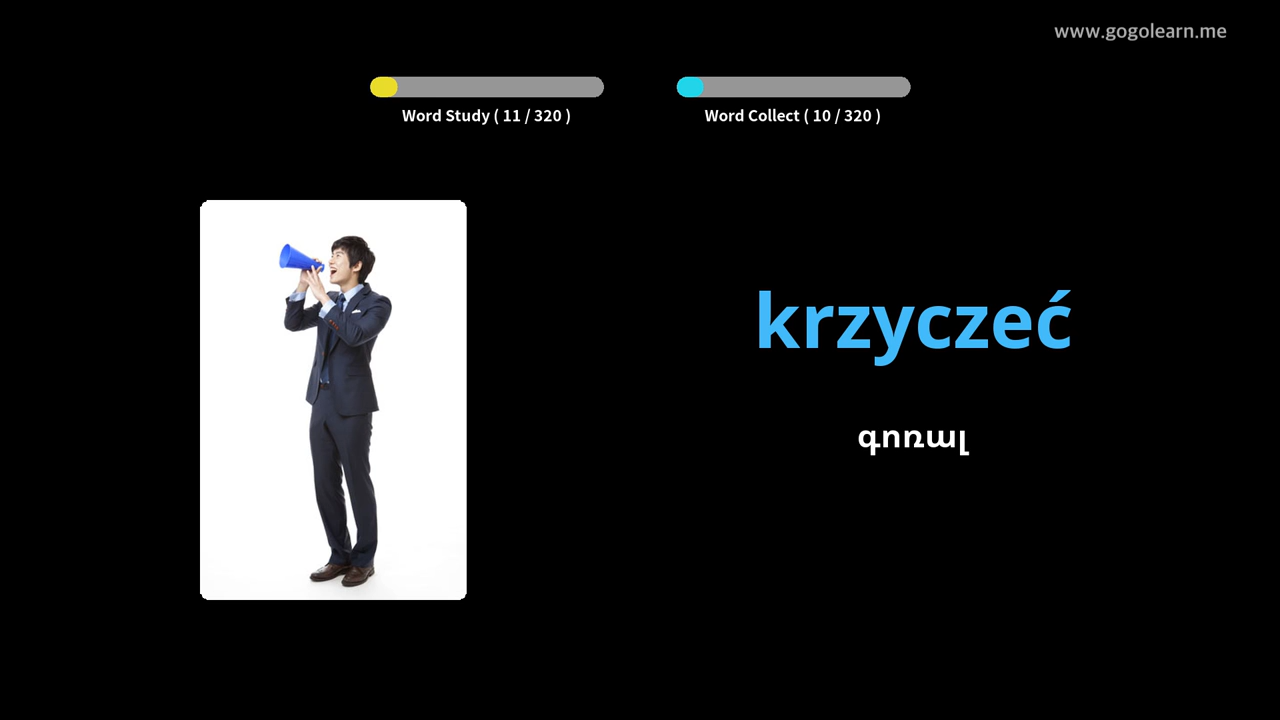 www.gogolearn.me
Word Study ( 11 / 320 )
Word Collect ( 10 / 320 )
krzyczeć
գոռալ